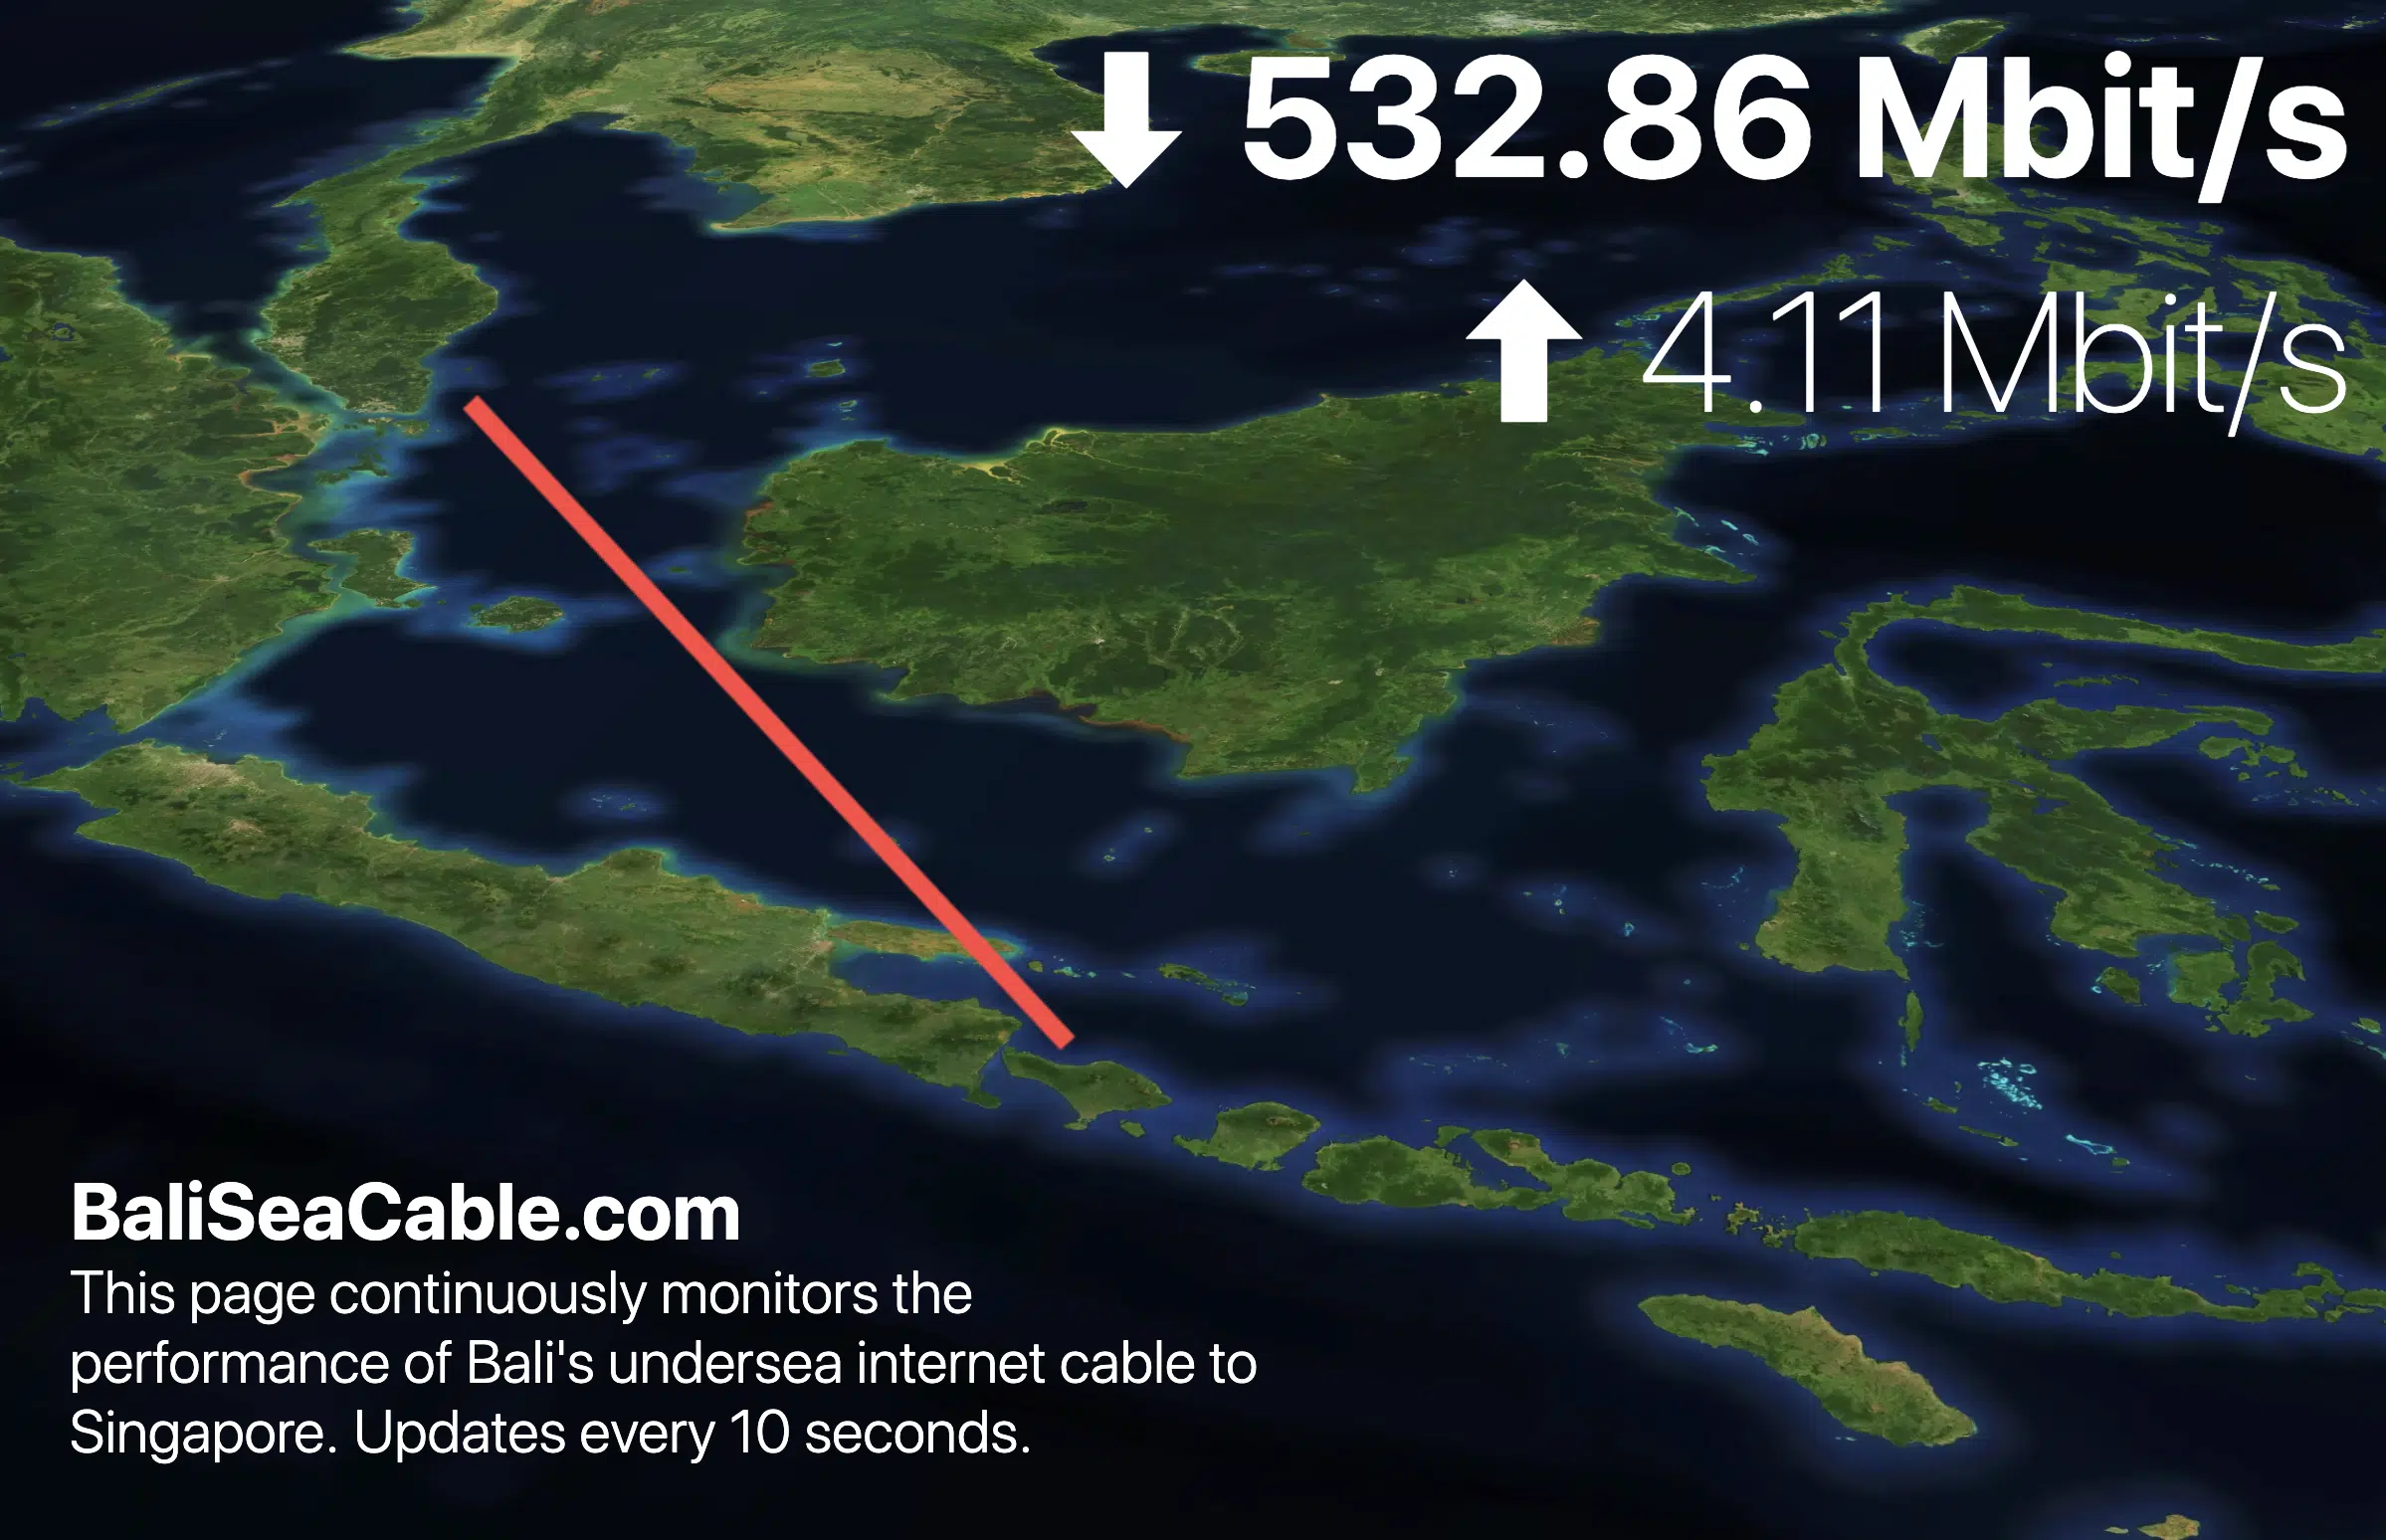 532.86 Mbit/s
4.11 Mbit/s
BaliSeaCable.com
This page continuously monitors the
performance of Bali's undersea internet cable to
Singapore. Updates every 10 seconds.